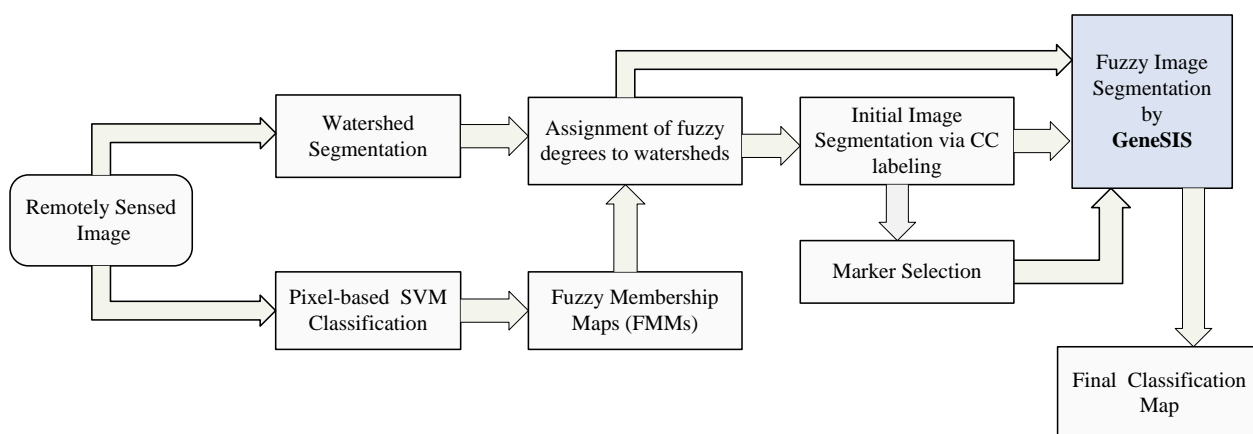 Remotely Sensed
Image
Watershed
Segmentation
Pixel-based SVM
Classification
Assignment of fuzzy
degrees to watersheds
Fuzzy Membership
Maps (FMMs)
Initial Image
Segmentation via CC
labeling
Marker Selection
Fuzzy Image
Segmentation
by
GeneSIS
Final Classification
Map